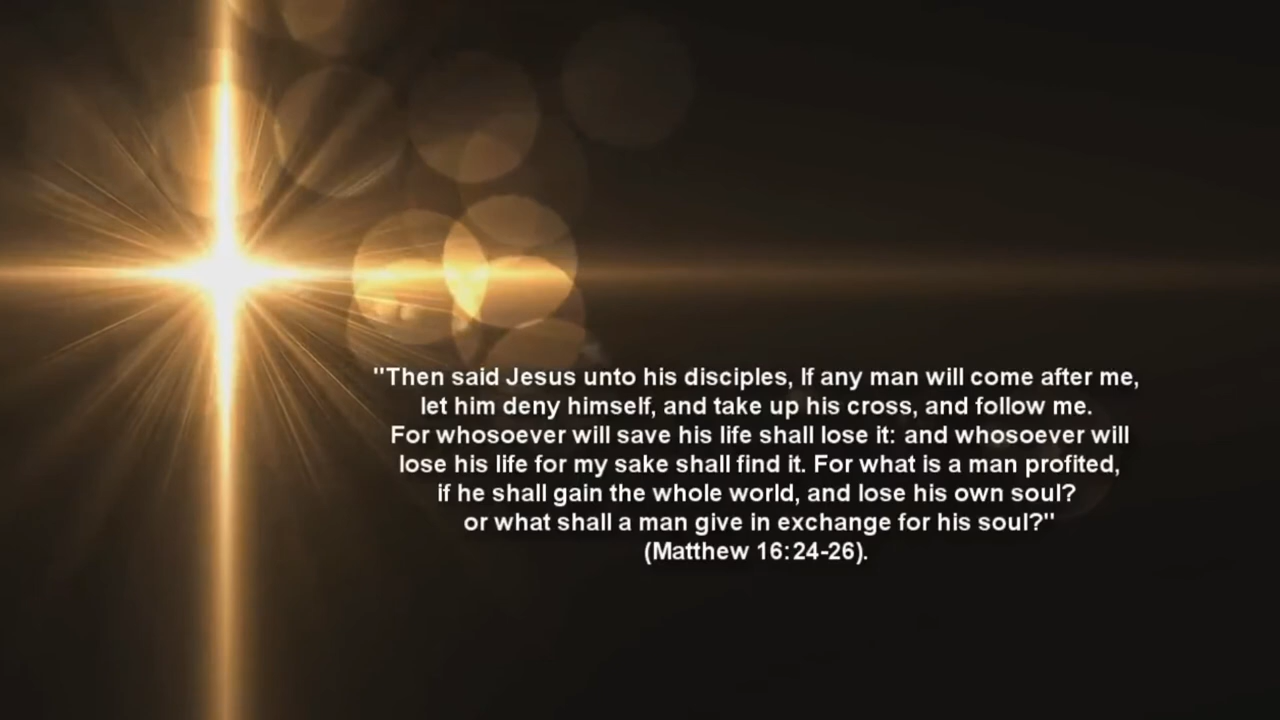 "Then said Jesus unto his disciples, If any man will come after me,
let him deny himself, and take up his cross, and follow me.
For whosoever will save his life shall lose it: and whosoever will
lose his life for my sake shall find it. For what is a man profited,
if he shall gain the whole world, and lose his own soul?
or what shall a man give in exchange for his soul?"
(Matthew 16:24-26).